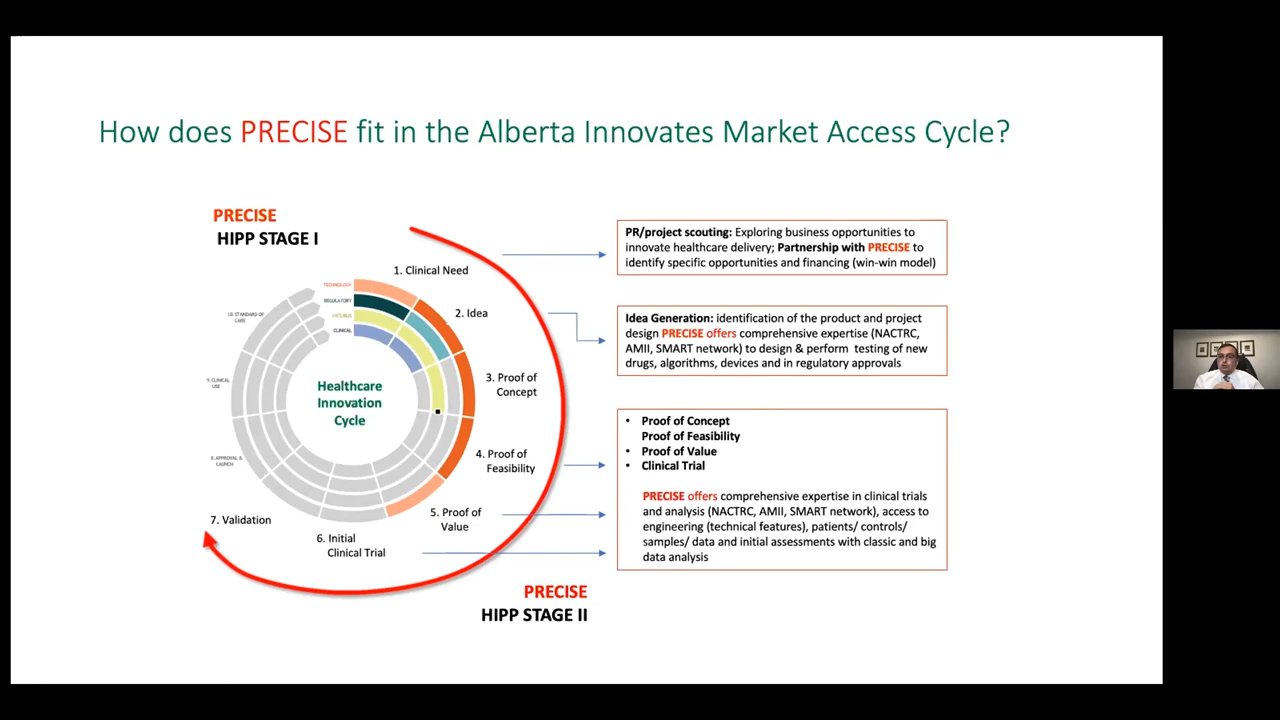 How does PRECISE fit in the Alberta Innovates Market Access Cycle?
PRECISE
HIPP STAGE I
1. Clinical Need
2. Idea
3. Proof of
Concept
4. Proof of
Feasibility
5. Proof of
Value
6. Initial
Clinical Trial
7. Validation
8. APPROVAL &
LAUNCH
9. CLINICAL
USE
10. STANDARD OF
CARE
TECHNOLOGY
REGULATORY
CLINICAL
Healthcare
Innovation
Cycle
PRECISE
HIPP STAGE II
PR/project scouting: Exploring business opportunities to
innovate healthcare delivery; Partnership with PRECISE to
identify specific opportunities and financing (win-win model)
Idea Generation: identification of the product and project
design PRECISE offers comprehensive expertise (NACTRC,
AMII, SMART network) to design & perform testing of new
drugs, algorithms, devices and in regulatory approvals
• Proof of Concept
Proof of Feasibility
• Proof of Value
• Clinical Trial
PRECISE offers comprehensive expertise in clinical trials
and analysis (NACTRC, AMII, SMART network), access to
engineering (technical features), patients/ controls/
samples/ data and initial assessments with classic and big
data analysis